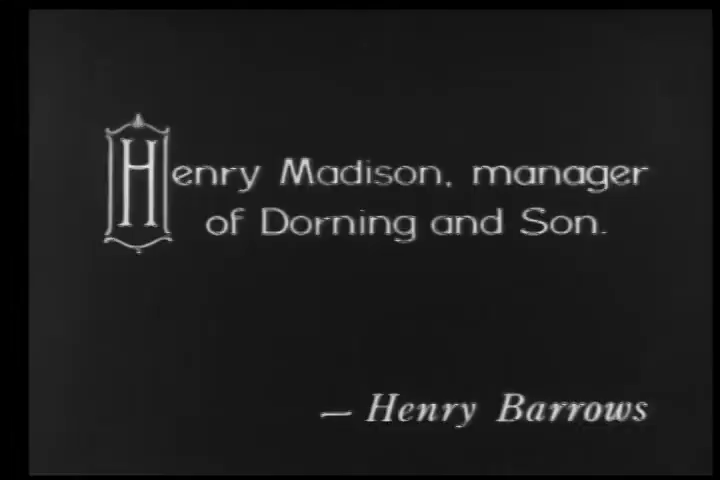 Henry Madison, manager
of Dorning and Son.
— Henry Barrows